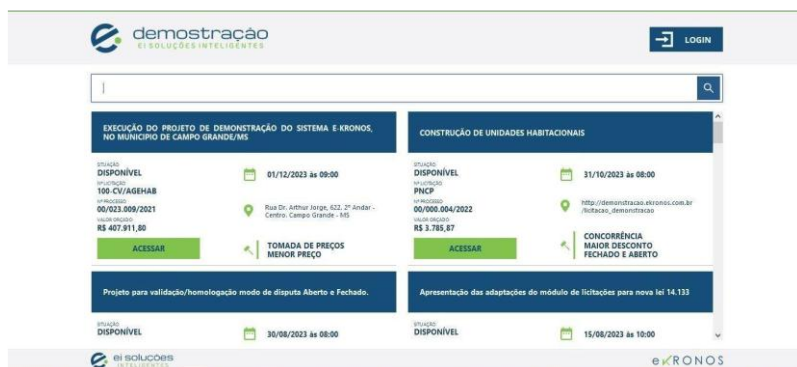 demostração
EI SOLUÇÕES INTELIGENTES
LOGIN
EXECUÇÃO DO PROJETO DE DEMONSTRAÇÃO DO SISTEMA E-KRONOS,
NO MUNICIPIO DE CAMPO GRANDE/MS
SITUAÇÃO
DISPONÍVEL
Nº LICITAÇÃO
100-CV/AGEHAB
Nº PROCESSO
00/023.009/2021
VALOR ORÇADO
R$ 407.911,80
ACESSAR
01/12/2023 às 09:00
Rua Dr. Arthur Jorge, 622. 2º Andar -
Centro. Campo Grande - MS
TOMADA DE PREÇOS
MENOR PREÇO
CONSTRUÇÃO DE UNIDADES HABITACIONAIS
SITUAÇÃO
DISPONÍVEL
Nº LICITAÇÃO
PNCP
Nº PROCESSO
00/000.004/2022
VALOR ORÇADO
R$ 3.785,87
ACESSAR
31/10/2023 às 08:00
http://demonstracao.ekronos.com.br
/licitacao_demonstracao
CONCORRÊNCIA
MAIOR DESCONTO
FECHADO E ABERTO
Projeto para validação/homologação modo de disputa Aberto e Fechado.
SITUAÇÃO
DISPONÍVEL
30/08/2023 às 08:00
Apresentação das adaptações do módulo de licitações para nova lei 14.133
SITUAÇÃO
DISPONÍVEL
15/08/2023 às 10:00
ei soluções
INTELIGENTES
eKRONOS